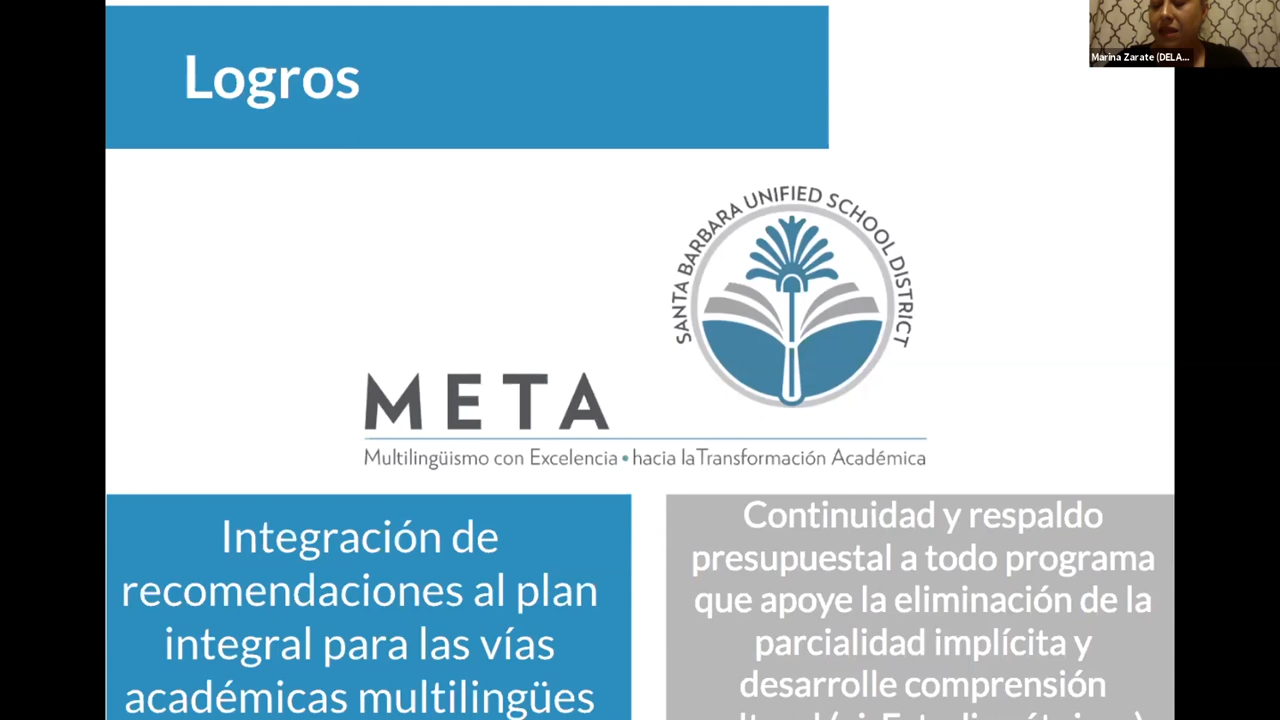 Logros
Marina Zarate (DELA...
SANTA BARBARA UNIFIED SCHOOL DISTRICT
META
Multilingüismo con Excelencia • hacia la Transformación Académica
Integración de
recomendaciones al plan
integral para las vías
académicas multilingües
Continuidad y respaldo
presupuestal a todo programa
que apoye la eliminación de la
parcialidad implícita y
desarrolle comprensión